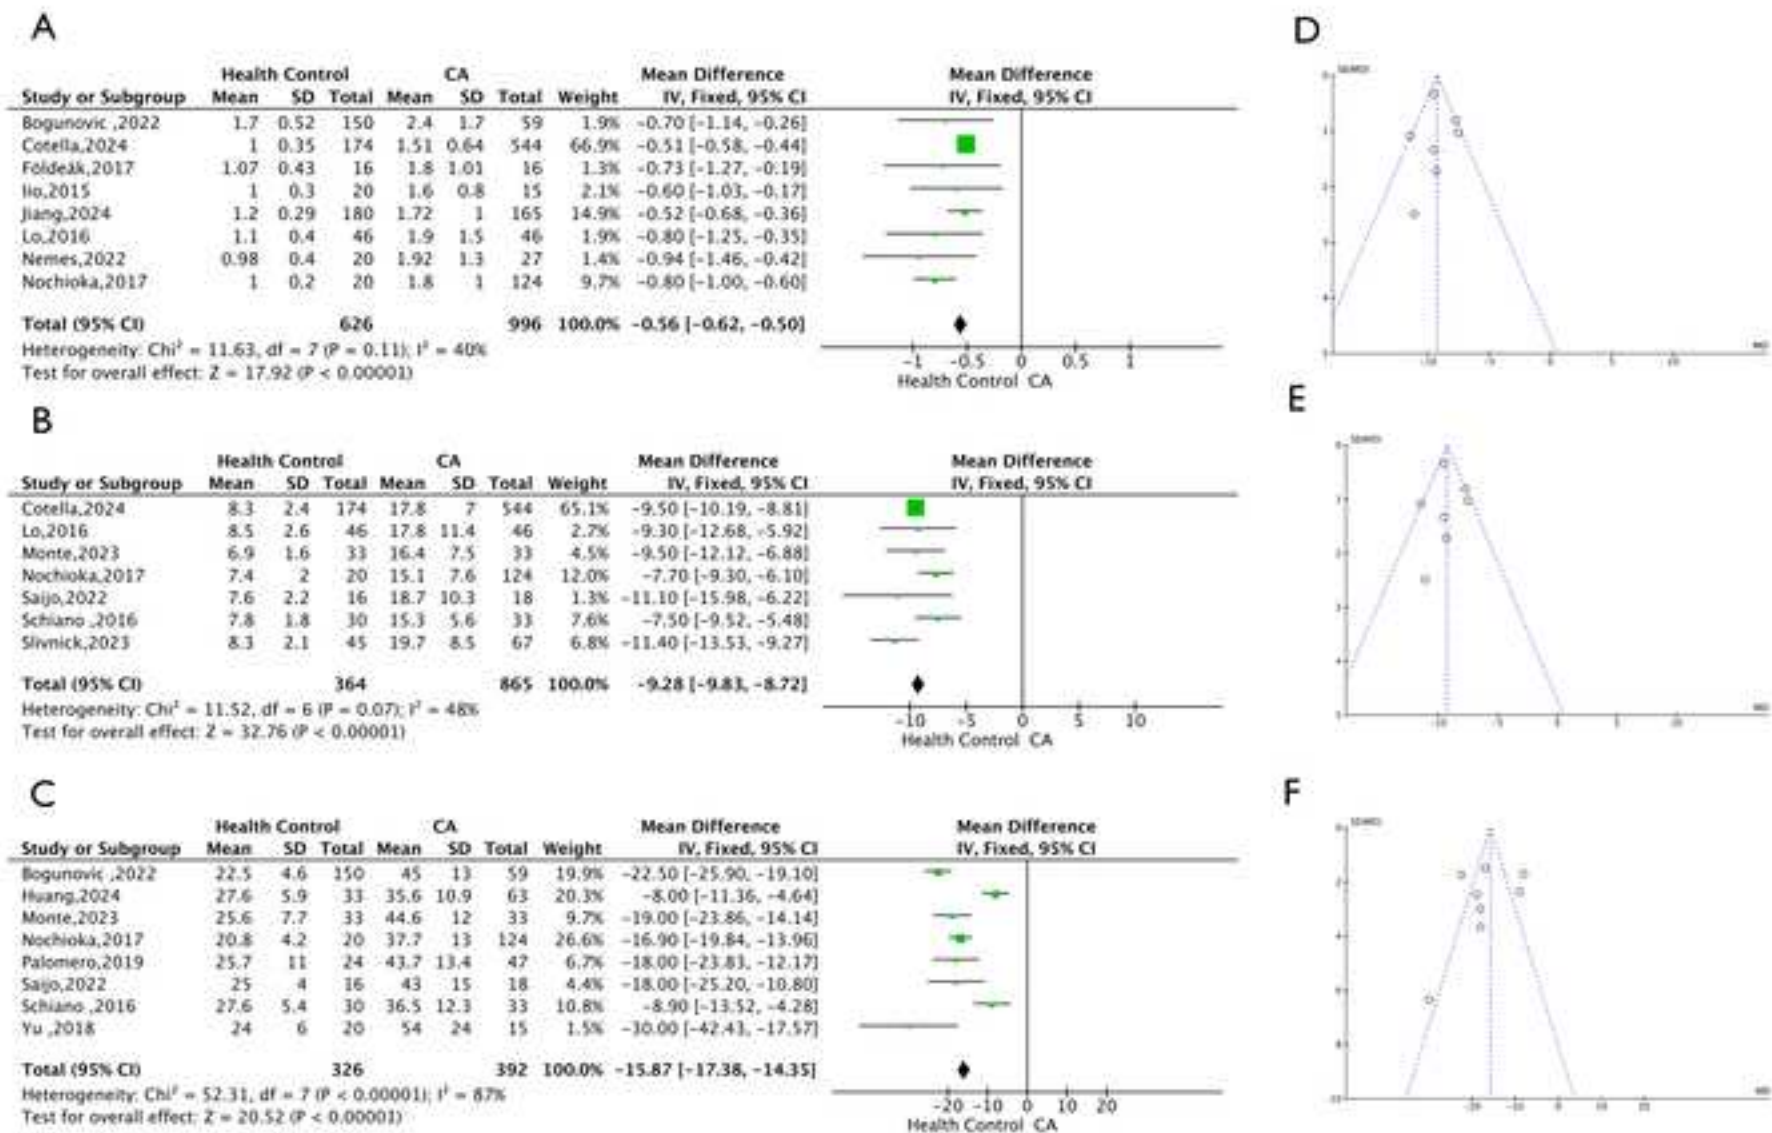 A
Health Control CA Mean Difference Mean Difference
Study or Subgroup Mean SD Total Mean SD Total Weight IV, Fixed, 95% CI IV, Fixed, 95% CI
Bogunovic ,2022 1.7 0.52 150 2.4 1.7 59 1.9% -0.70 [-1.14, -0.26]
Cotella,2024 1 0.35 174 1.51 0.64 544 66.9% -0.51 [-0.58, -0.44]
Földeák,2017 1.07 0.43 16 1.8 1.01 16 1.3% -0.73 [-1.27, -0.19]
Iio,2015 1 0.3 20 1.6 0.8 15 2.1% -0.60 [-1.03, -0.17]
Jiang,2024 1.2 0.29 180 1.72 1 165 14.9% -0.52 [-0.68, -0.36]
Lo,2016 1.1 0.4 46 1.9 1.5 46 1.9% -0.80 [-1.25, -0.35]
Nemes,2022 0.98 0.4 20 1.92 1.3 27 1.4% -0.94 [-1.46, -0.42]
Nochioka,2017 1 0.2 20 1.8 1 124 9.7% -0.80 [-1.00, -0.60]
Total (95% CI) 626 996 100.0% -0.56 [-0.62, -0.50]
Heterogeneity: Chi² = 11.63, df = 7 (P = 0.11); I² = 40%
Test for overall effect: Z = 17.92 (P < 0.00001)
-1 -0.5 0 0.5 1
Health Control CA
B
Health Control CA Mean Difference Mean Difference
Study or Subgroup Mean SD Total Mean SD Total Weight IV, Fixed, 95% CI IV, Fixed, 95% CI
Cotella,2024 8.3 2.4 174 17.8 7 544 65.1% -9.50 [-10.19, -8.81]
Lo,2016 8.5 2.6 46 17.8 11.4 46 2.7% -9.30 [-12.68, -5.92]
Monte,2023 6.9 1.6 33 16.4 7.5 33 4.5% -9.50 [-12.12, -6.88]
Nochioka,2017 7.4 2 20 15.1 7.6 124 12.0% -7.70 [-9.30, -6.10]
Saijo,2022 7.6 2.2 16 18.7 10.3 18 1.3% -11.10 [-15.98, -6.22]
Schiano ,2016 7.8 1.8 30 15.3 5.6 33 7.6% -7.50 [-9.52, -5.48]
Slivnick,2023 8.3 2.1 45 19.7 8.5 67 6.8% -11.40 [-13.53, -9.27]
Total (95% CI) 364 865 100.0% -9.28 [-9.83, -8.72]
Heterogeneity: Chi² = 11.52, df = 6 (P = 0.07); I² = 48%
Test for overall effect: Z = 32.76 (P < 0.00001)
-10 -5 0 5 10
Health Control CA
C
Health Control CA Mean Difference Mean Difference
Study or Subgroup Mean SD Total Mean SD Total Weight IV, Fixed, 95% CI IV, Fixed, 95% CI
Bogunovic ,2022 22.5 4.6 150 45 13 59 19.9% -22.50 [-25.90, -19.10]
Huang,2024 27.6 5.9 33 35.6 10.9 63 20.3% -8.00 [-11.36, -4.64]
Monte,2023 25.6 7.7 33 44.6 12 33 9.7% -19.00 [-23.86, -14.14]
Nochioka,2017 20.8 4.2 20 37.7 13 124 26.6% -16.90 [-19.84, -13.96]
Palomero,2019 25.7 11 24 43.7 13.4 47 6.7% -18.00 [-23.83, -12.17]
Saijo,2022 25 4 16 43 15 18 4.4% -18.00 [-25.20, -10.80]
Schiano ,2016 27.6 5.4 30 36.5 12.3 33 10.8% -8.90 [-13.52, -4.28]
Yu ,2018 24 6 20 54 24 15 1.5% -30.00 [-42.43, -17.57]
Total (95% CI) 326 392 100.0% -15.87 [-17.38, -14.35]
Heterogeneity: Chi² = 52.31, df = 7 (P < 0.00001); I² = 87%
Test for overall effect: Z = 20.52 (P < 0.00001)
-20 -10 0 10 20
Health Control CA
D
E
F